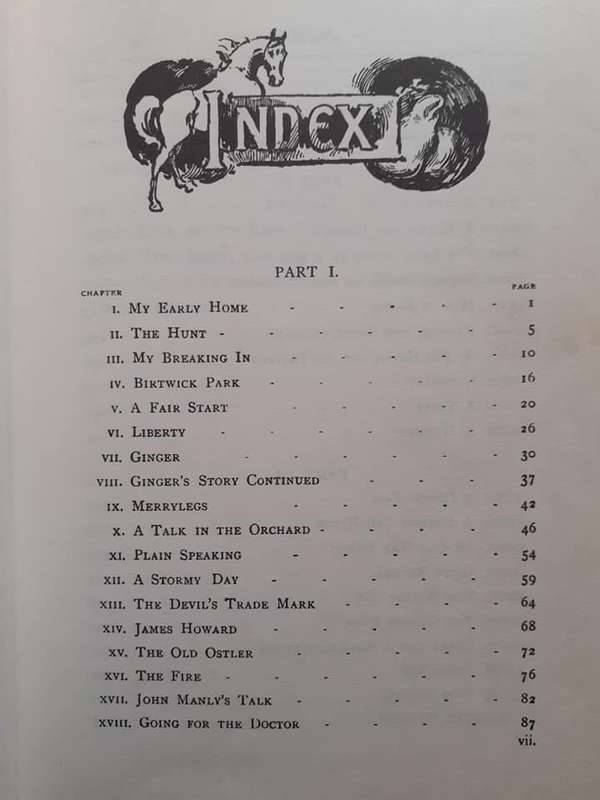 INDEX
PART I.
CHAPTER PAGE
I. MY EARLY HOME - - - - - 1
II. THE HUNT - - - - - - - 5
III. MY BREAKING IN - - - - - 10
IV. BIRTWICK PARK - - - - - 16
V. A FAIR START - - - - - 20
VI. LIBERTY - - - - - - 26
VII. GINGER - - - - - - 30
VIII. GINGER'S STORY CONTINUED - - - - 37
IX. MERRYLEGS - - - - - 42
X. A TALK IN THE ORCHARD - - - - - 46
XI. PLAIN SPEAKING - - - - - 54
XII. A STORMY DAY - - - - - 59
XIII. THE DEVIL'S TRADE MARK - - - - 64
XIV. JAMES HOWARD - - - - - 68
XV. THE OLD OSTLER - - - - - 72
XVI. THE FIRE - - - - - - - 76
XVII. JOHN MANLY'S TALK - - - - - 82
XVIII. GOING FOR THE DOCTOR - - - - 87
vii.